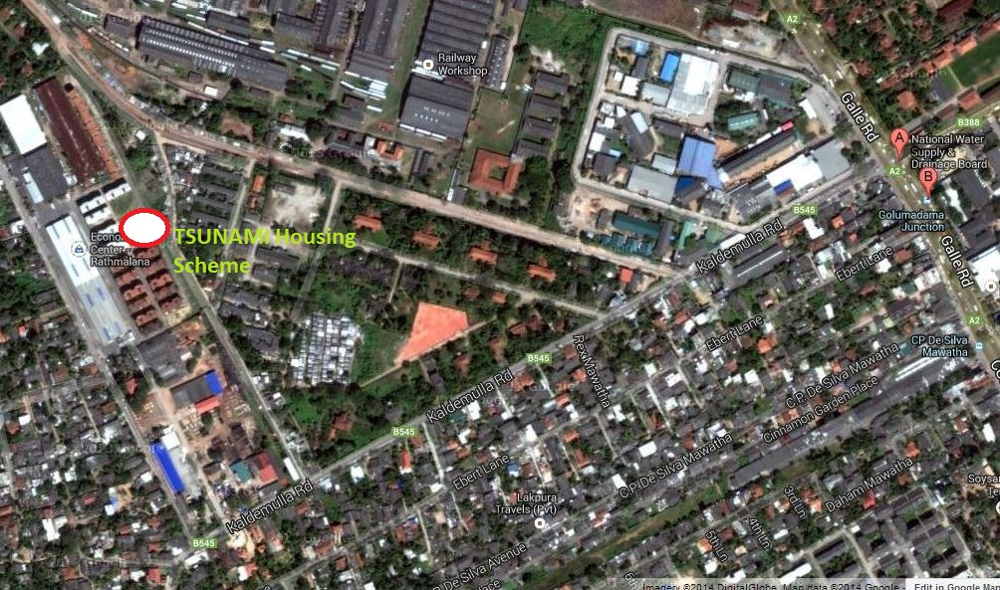 Railway
Workshop
A2
Galle Rd
B388
A
National Water
Supply &
Drainage Board
A2
B
B545
Golumadama
Junction
Kaldemulla Rd
TSUNAMI Housing
Scheme
Econo
Center
Rathmalana
Ebert Lane
Galle Rd
A2
Ebert Lane
CP De Silva
Mawatha
Rex Mawatha
B545
C.P. De Silva Mawatha
Kaldemulla Rd
Cinnamon Garden Place
B545
Ebert Lane
C.P. De Silva Mawatha
Daham Mawatha
Lakpura
Travels (Pvt)
3rd Ln
4th Ln
Kaldemulla Rd
5th Ln
B545
C.P. De Silva Avenue
Place
Imagery ©2014 DigitalGlobe, Map data ©2014 Google -
Edit in Google Map